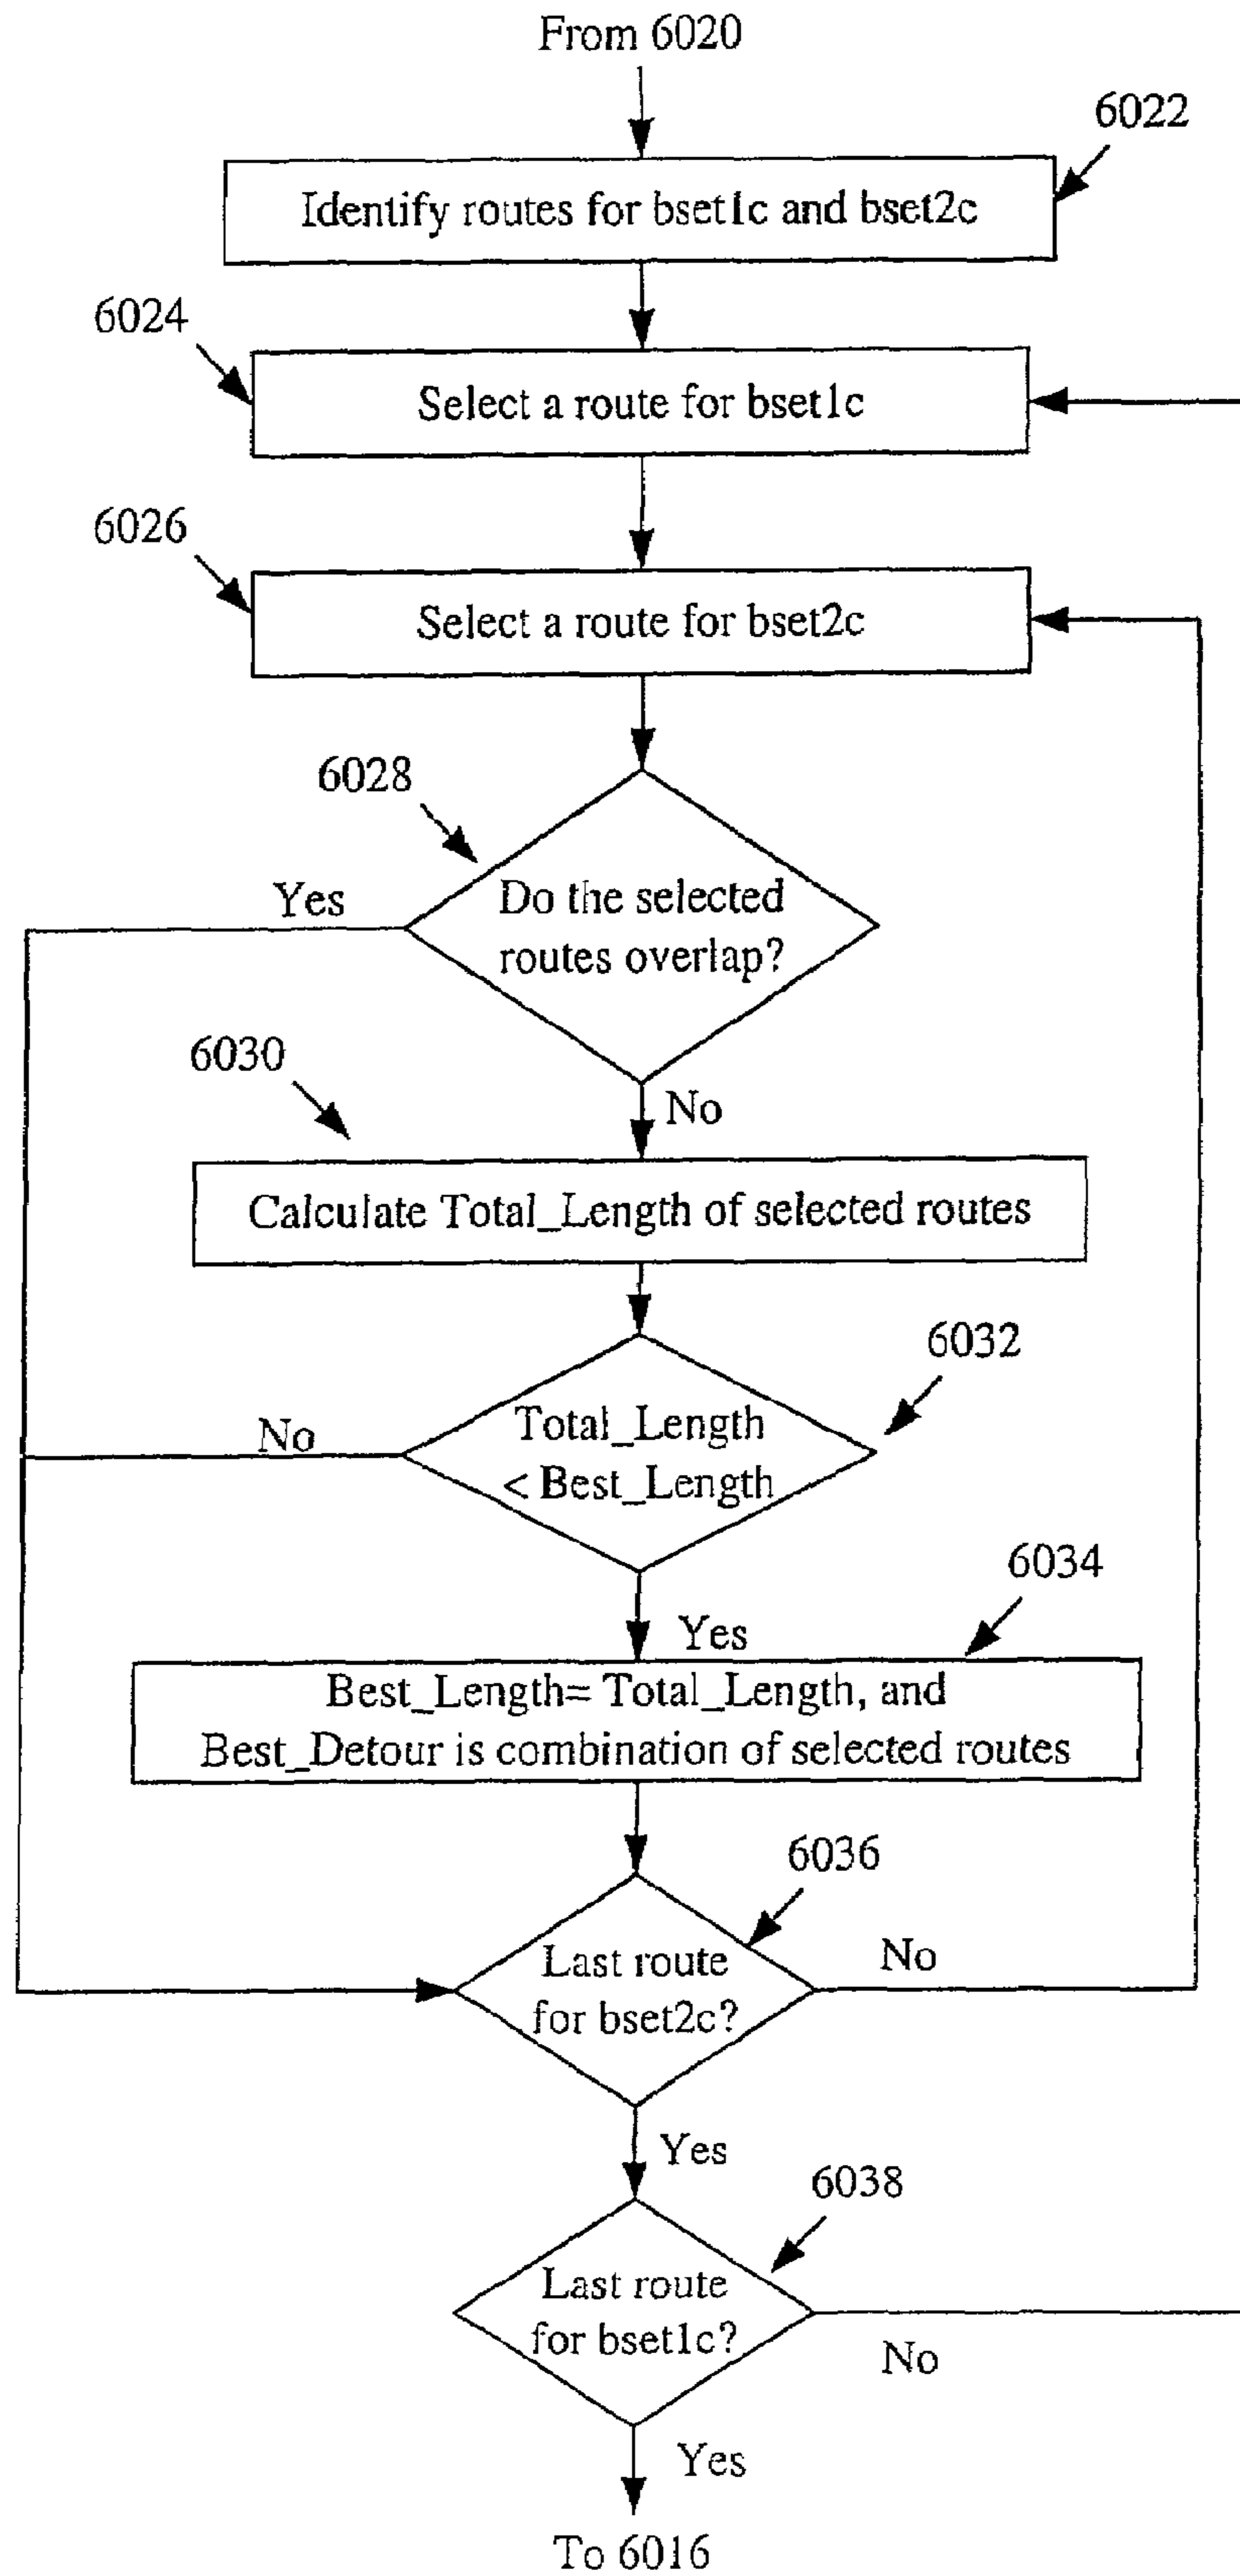 From 6020
6022
Identify routes for bset1c and bset2c
6024
Select a route for bset1c
6026
Select a route for bset2c
6028
Yes
Do the selected
routes overlap?
6030
No
Calculate Total_Length of selected routes
6032
No
Total_Length
< Best_Length
6034
Yes
Best_Length= Total_Length, and
Best_Detour is combination of selected routes
6036
Last route
for bset2c?
No
Yes
6038
Last route
for bset1c?
No
Yes
To 6016